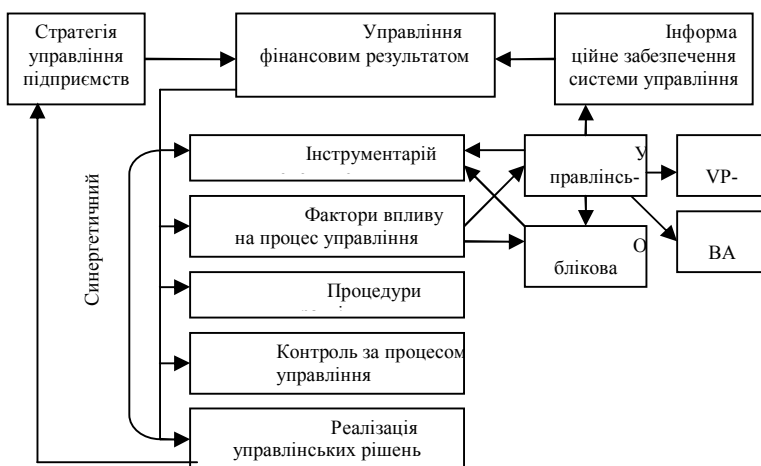 Стратегія
управління
підприємств
Управління
фінансовим результатом
Інформа
ційне забезпечення
системи управління
Інструментарій
У
правлінсь-
VP-
Фактори впливу
на процес управління
О
блікова
ВА
Процедури
Контроль за процесом
управління
Реалізація
управлінських рішень
Синергетичний